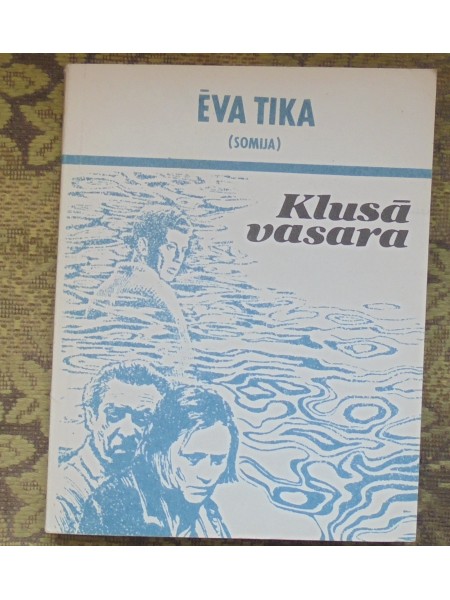 ĒVA TIKA
(SOMIJA)
Klusā
vasara